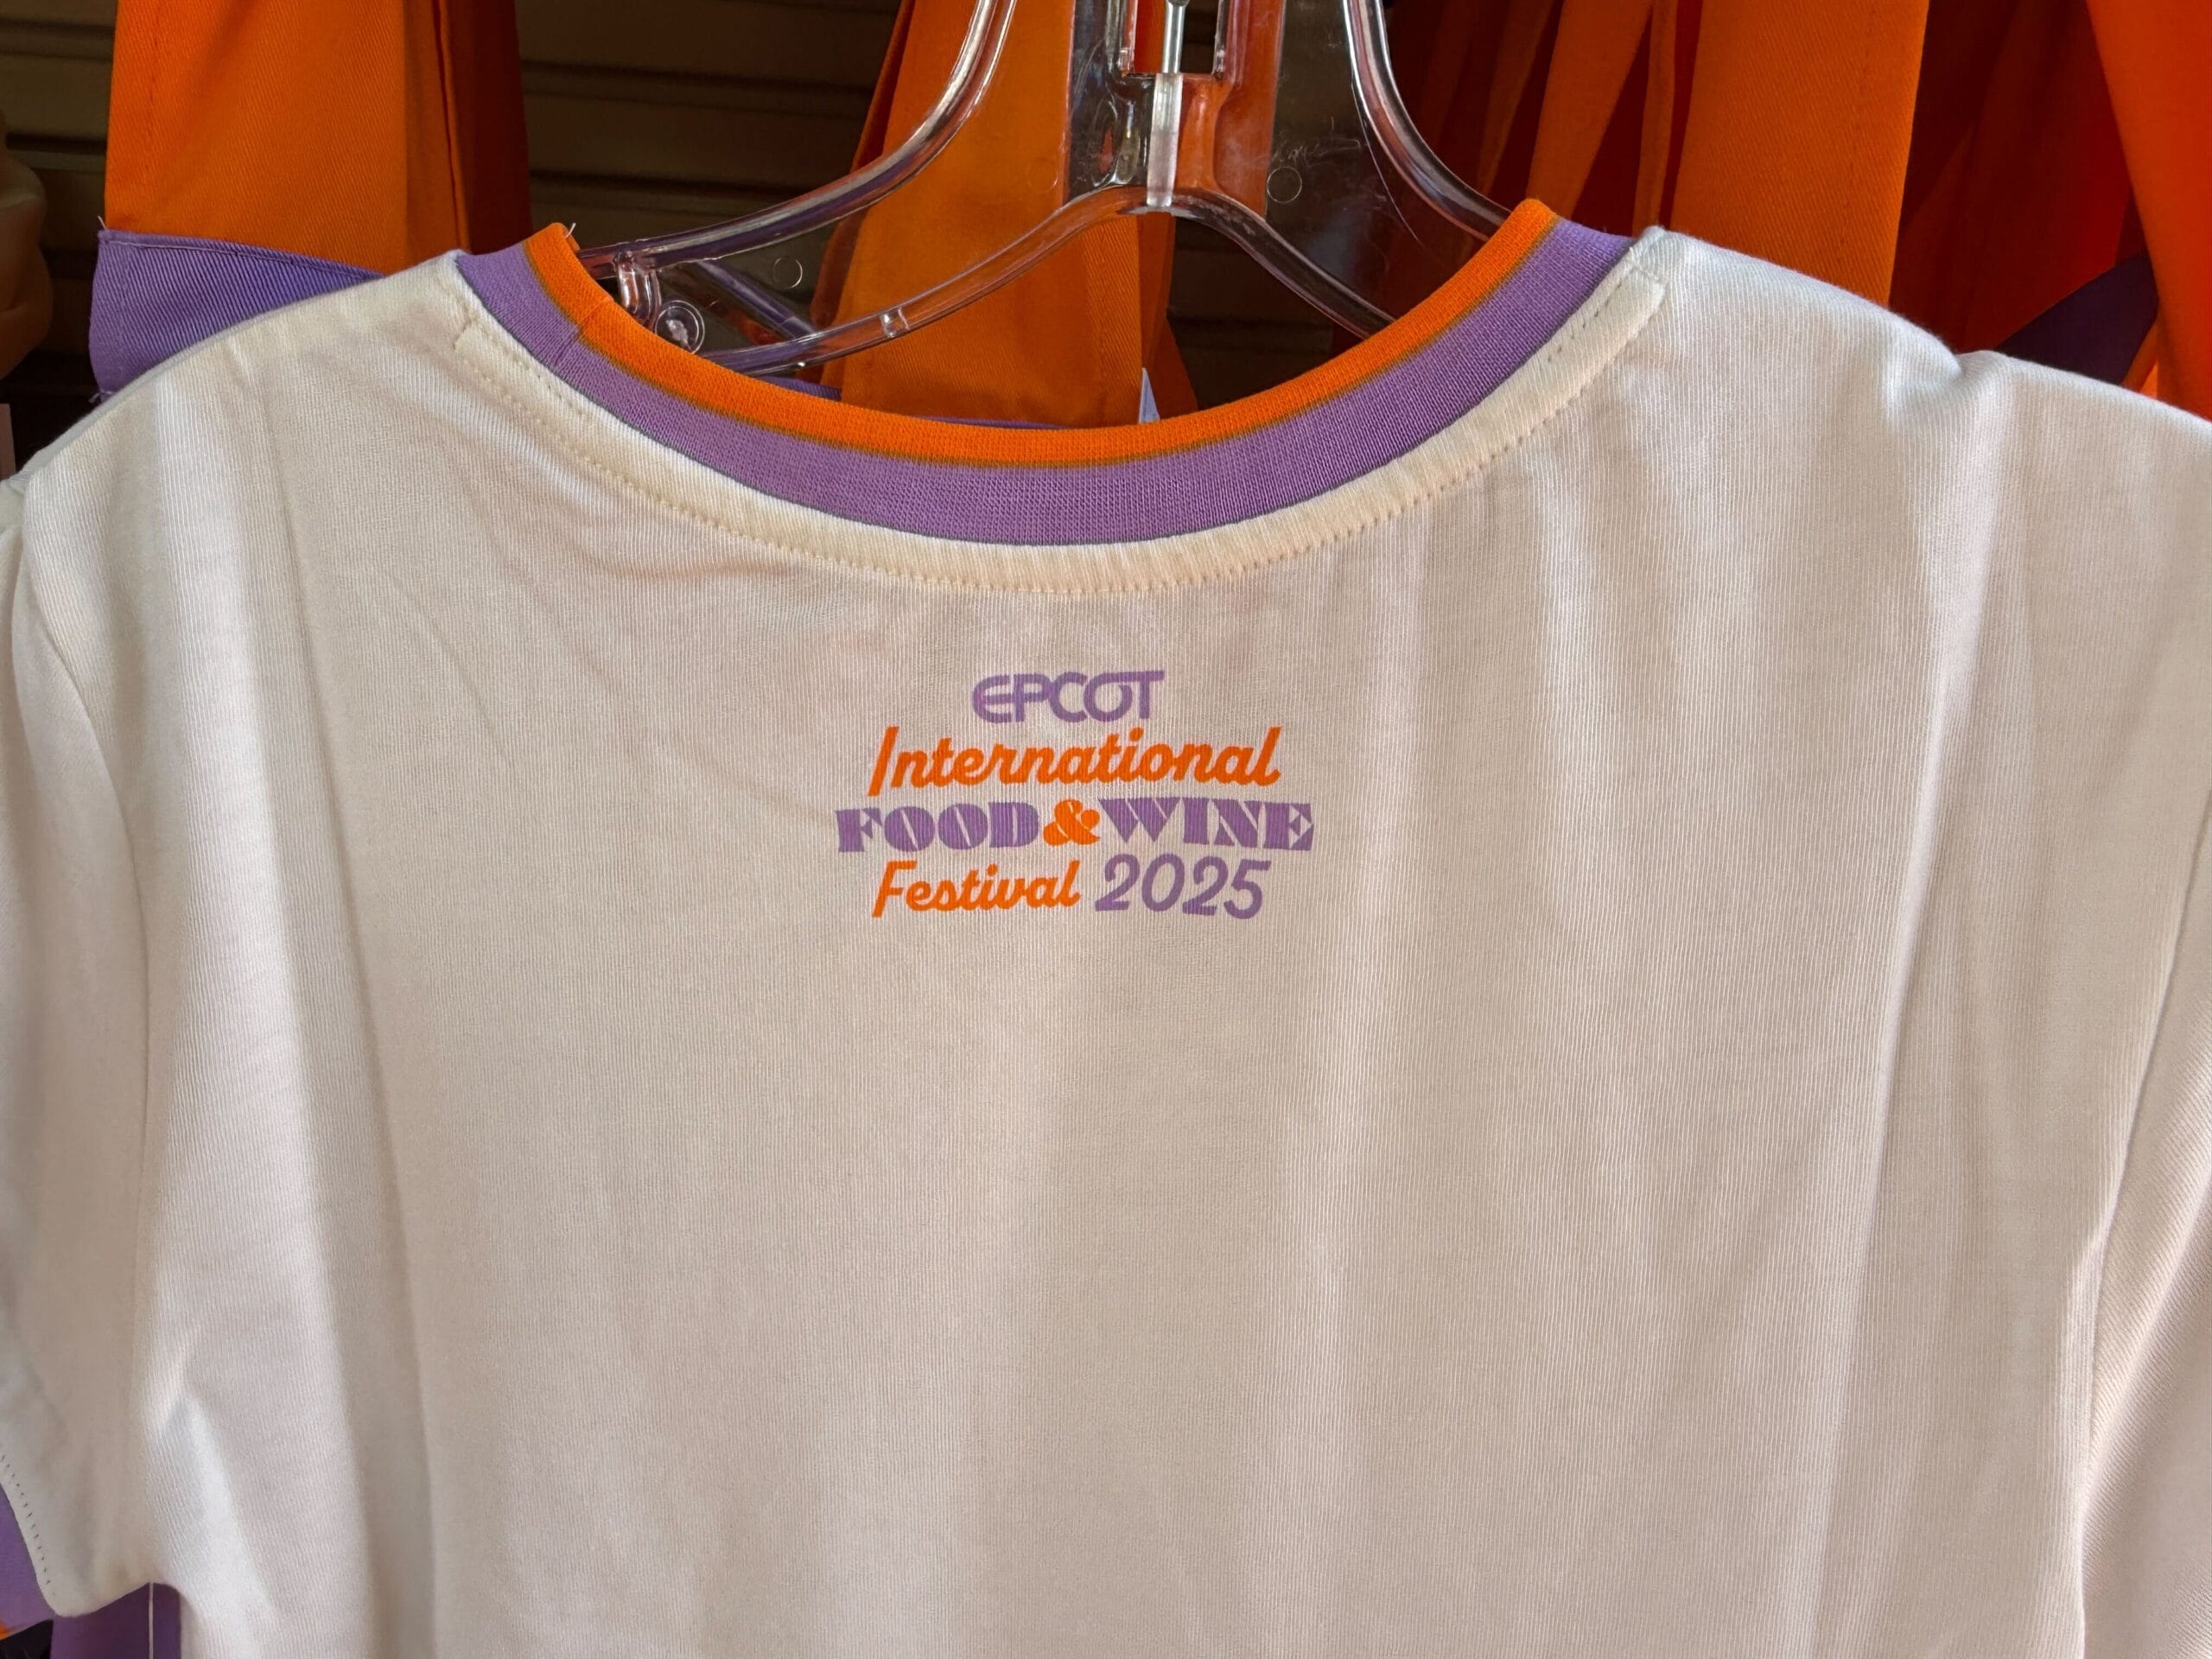 EPCOT
International
FOOD & WINE
Festival 2025